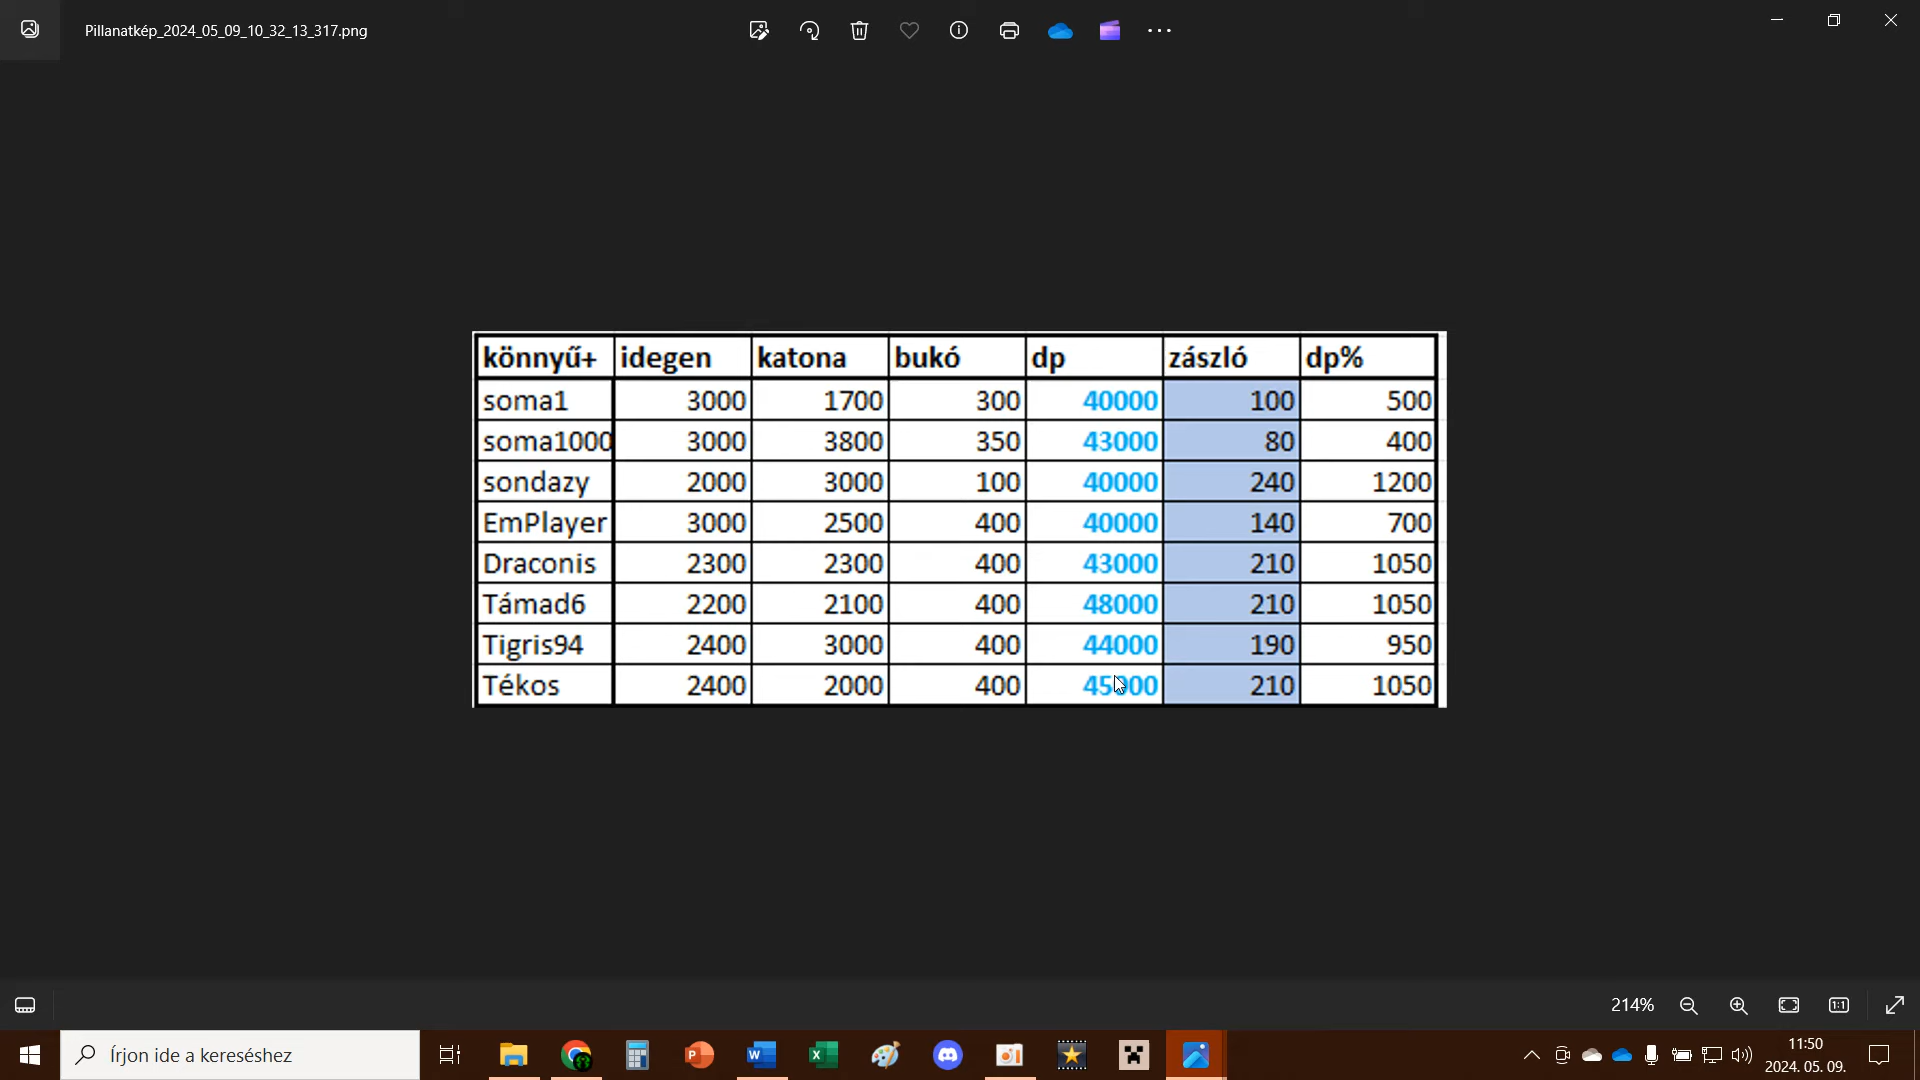 Pillanatkép_2024_05_09_10_32_13_317.png
könnyű+ idegen katona bukó dp zászló dp%
soma1 3000 1700 300 40000 100 500
soma1000 3000 3800 350 43000 80 400
sondazy 2000 3000 100 40000 240 1200
EmPlayer 3000 2500 400 40000 140 700
Draconis 2300 2300 400 43000 210 1050
Támad6 2200 2100 400 48000 210 1050
Tigris94 2400 3000 400 44000 190 950
Tékos 2400 2000 400 45000 210 1050
214%
Írjon ide a kereséshez
11:50
2024. 05. 09.